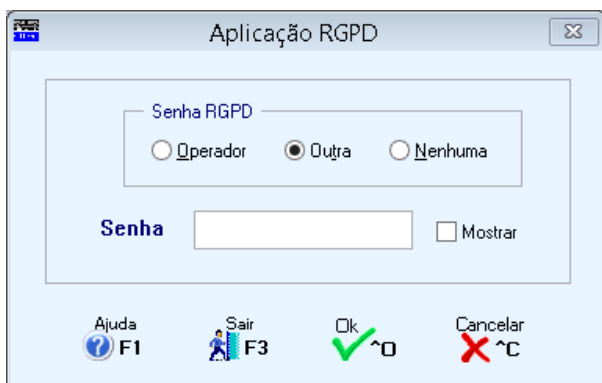 Aplicação RGPD
Senha RGPD
Operador Outra Nenhuma
Senha Mostrar
Ajuda Sair Ok Cancelar
F1 F3 ^O ^C